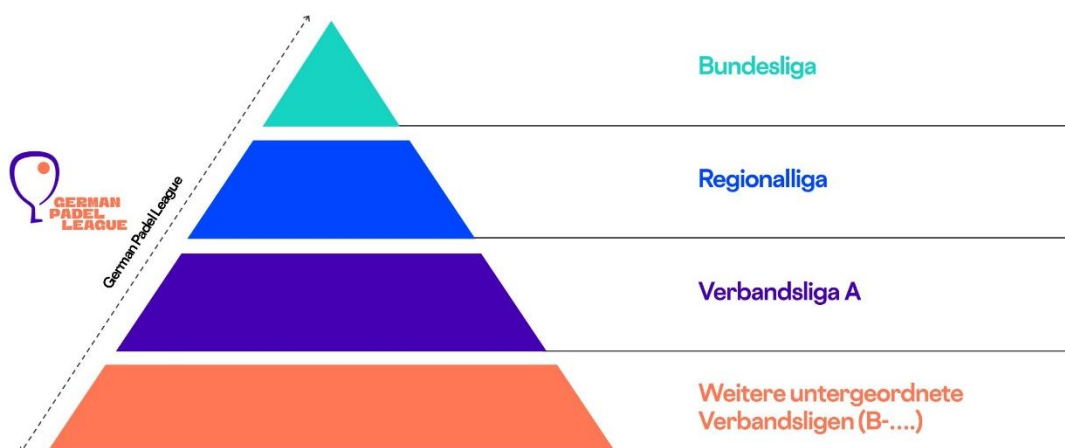 Bundesliga
Regionalliga
Verbandsliga A
Weitere untergeordnete
Verbandsligen (B-....)
German Padel League
GERMAN
PADEL
LEAGUE